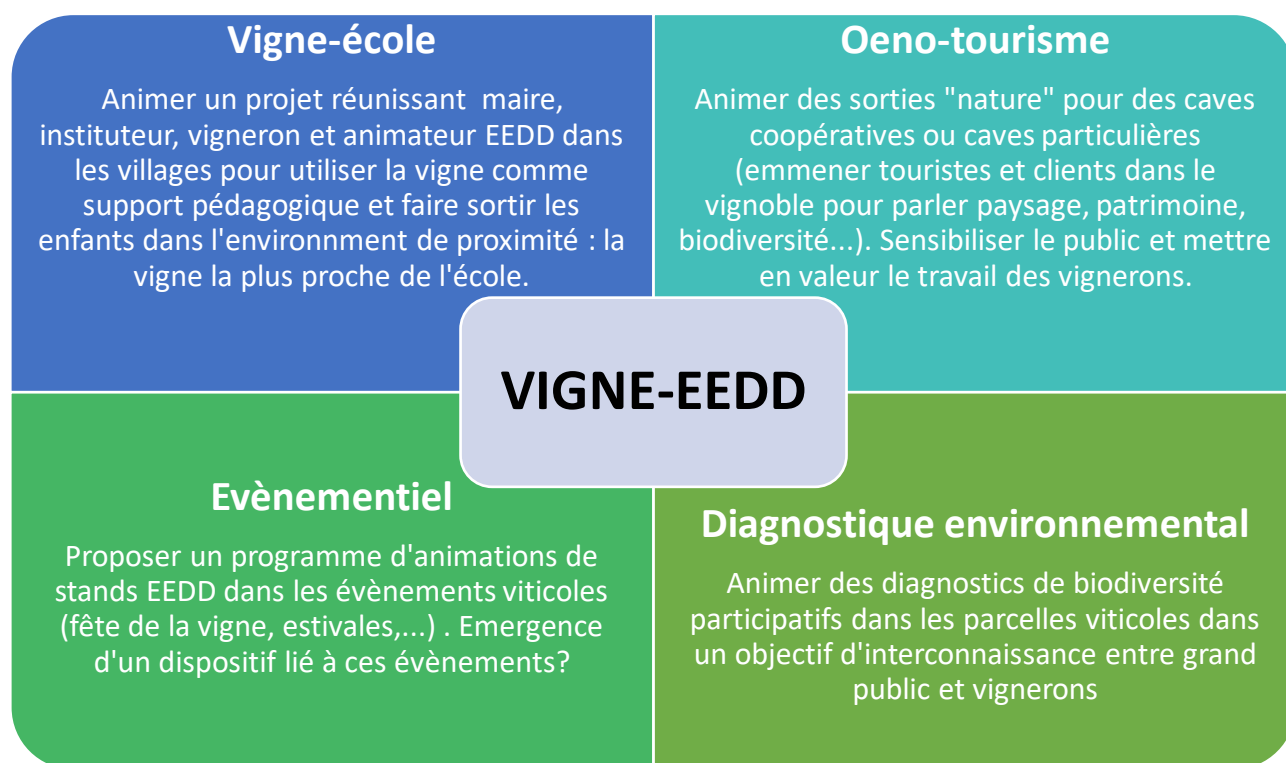 Vigne-école
Animer un projet réunissant  maire,
instituteur, vigneron et animateur EEDD dans
les villages pour utiliser la vigne comme
support pédagogique et faire sortir les
enfants dans l'environnment de proximité : la
vigne la plus proche de l'école.
Oeno-tourisme
Animer des sorties "nature" pour des caves
coopératives ou caves particulières
(emmener touristes et clients dans le
vignoble pour parler paysage, patrimoine,
biodiversité...). Sensibiliser le public et mettre
en valeur le travail des vignerons.
VIGNE-EEDD
Evènementiel
Proposer un programme d'animations de
stands EEDD dans les évènements viticoles
(fête de la vigne, estivales,...) . Emergence
d'un dispositif lié à ces évènements?
Diagnostique environnemental
Animer des diagnostics de biodiversité
participatifs dans les parcelles viticoles dans
un objectif d'interconnaissance entre grand
public et vignerons